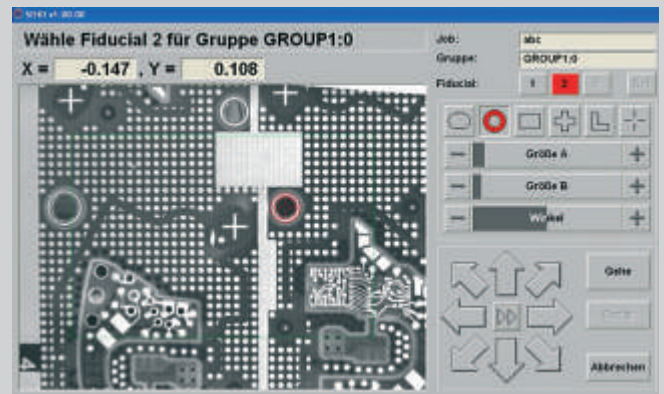 Wähle Fiducial 2 für Gruppe GROUP1:0
X = -0.147 , Y = 0.108
Job: abc
Gruppe: GROUP1:0
Fiducial: 1 2
Größe A
Größe B
Winkel
Gehe
Abbrechen